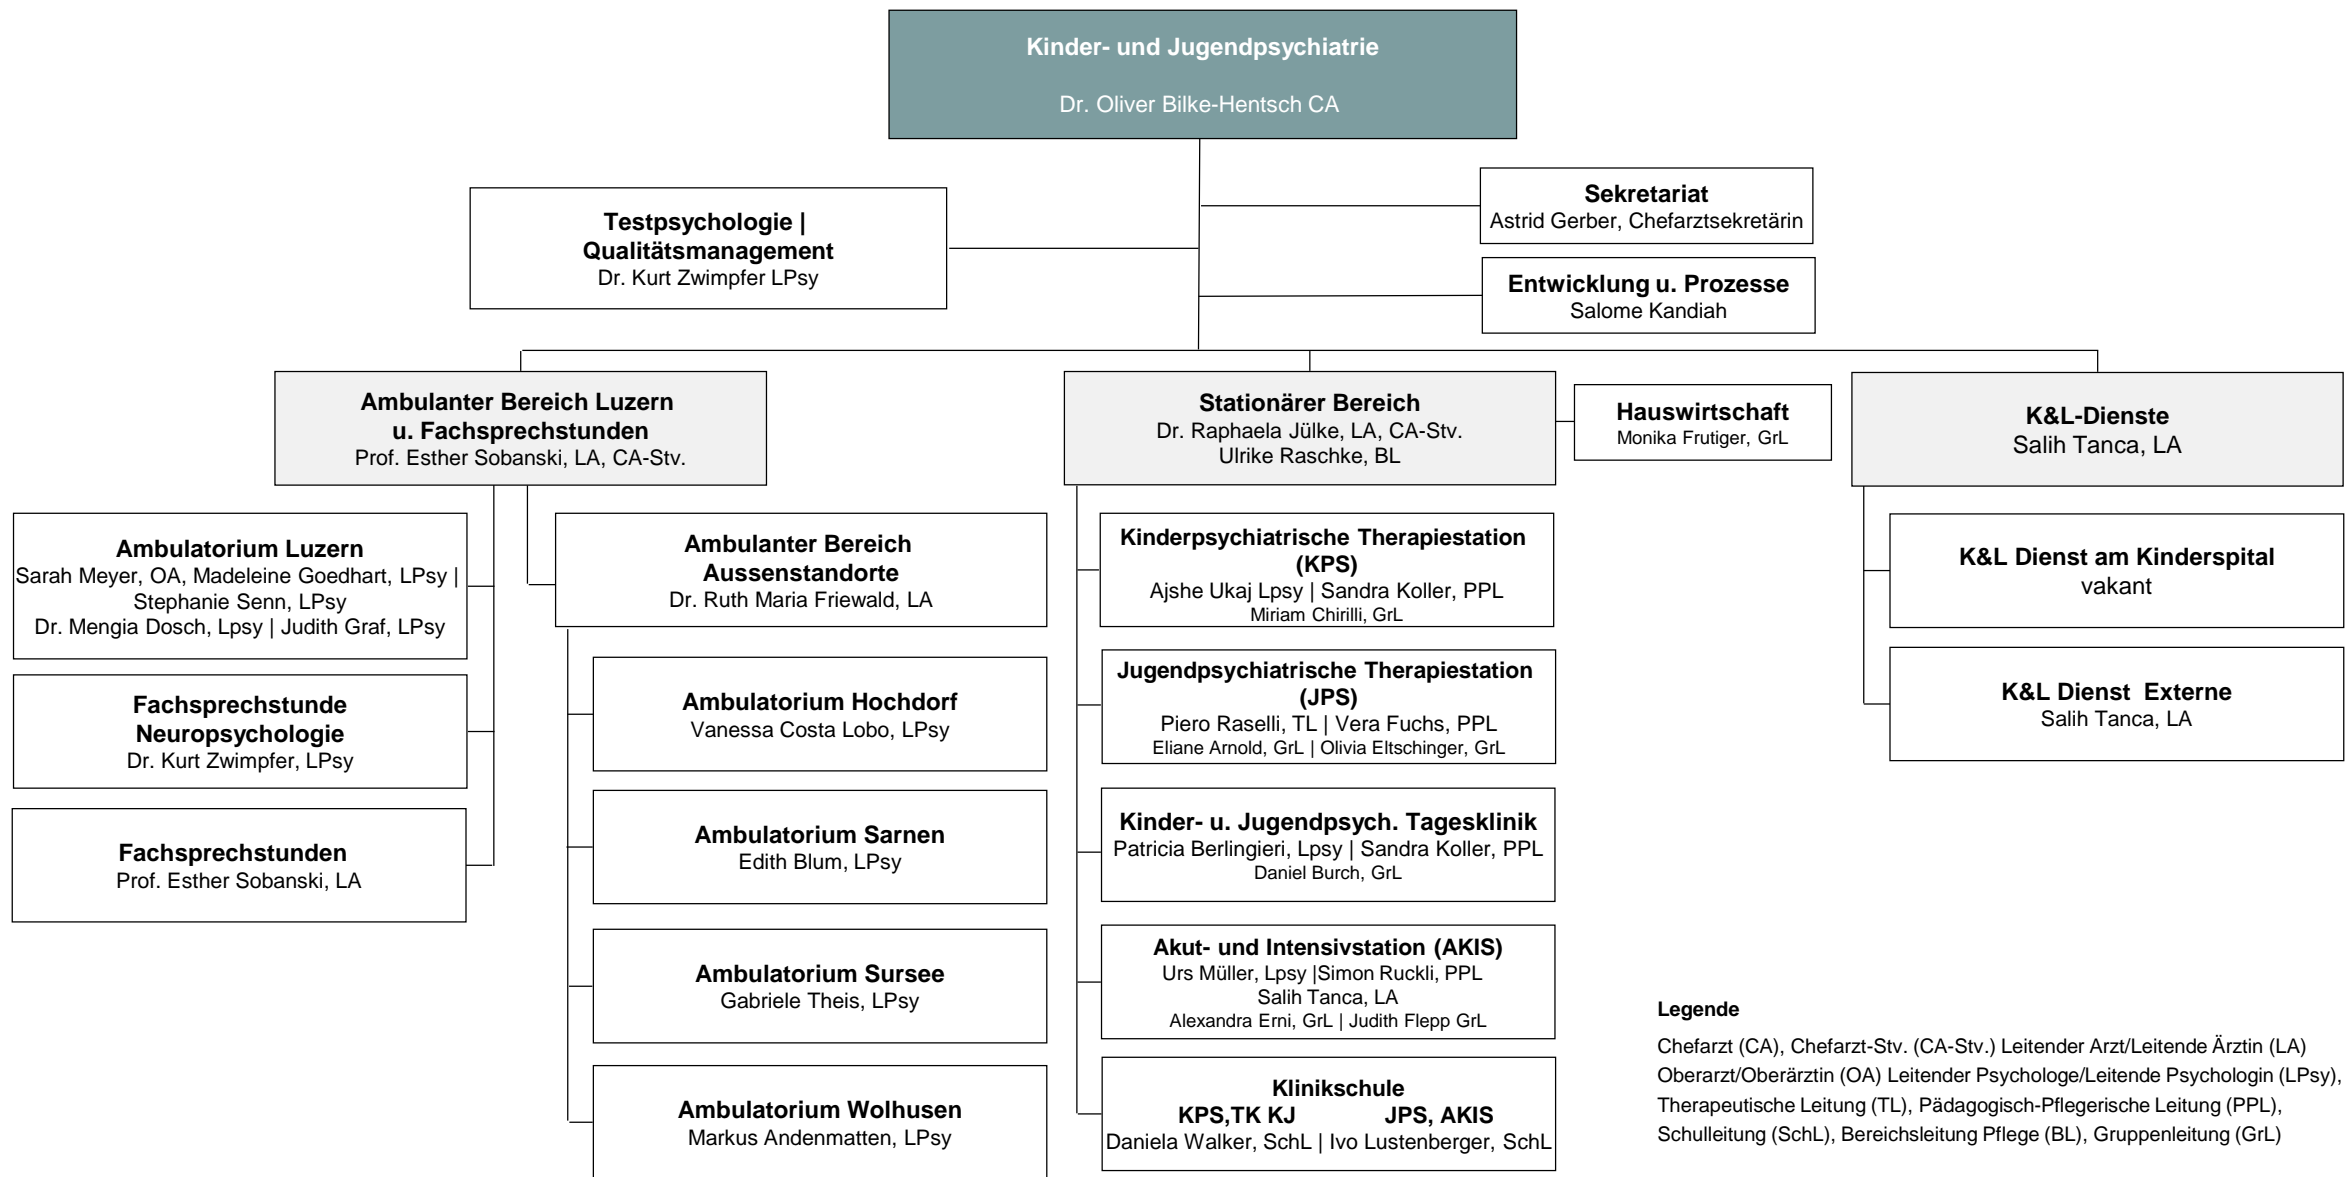 Kinder- und Jugendpsychiatrie
Dr. Oliver Bilke-Hentsch CA
Testpsychologie |
Qualitätsmanagement
Dr. Kurt Zwimpfer LPsy
Sekretariat
Astrid Gerber, Chefarztsekretärin
Entwicklung u. Prozesse
Salome Kandiah
Ambulanter Bereich Luzern
u. Fachsprechstunden
Prof. Esther Sobanski, LA, CA-Stv.
Ambulatorium Luzern
Sarah Meyer, OA, Madeleine Goedhart, LPsy |
Stephanie Senn, LPsy
Dr. Mengia Dosch, Lpsy | Judith Graf, LPsy
Fachsprechstunde
Neuropsychologie
Dr. Kurt Zwimpfer, LPsy
Fachsprechstunden
Prof. Esther Sobanski, LA
Ambulanter Bereich
Aussenstandorte
Dr. Ruth Maria Friewald, LA
Ambulatorium Hochdorf
Vanessa Costa Lobo, LPsy
Ambulatorium Sarnen
Edith Blum, LPsy
Ambulatorium Sursee
Gabriele Theis, LPsy
Ambulatorium Wolhusen
Markus Andenmatten, LPsy
Stationärer Bereich
Dr. Raphaela Jülke, LA, CA-Stv.
Ulrike Raschke, BL
Hauswirtschaft
Monika Frutiger, GrL
Kinderpsychiatrische Therapiestation
(KPS)
Ajshe Ukaj Lpsy | Sandra Koller, PPL
Miriam Chirilli, GrL
Jugendpsychiatrische Therapiestation
(JPS)
Piero Raselli, TL | Vera Fuchs, PPL
Eliane Arnold, GrL | Olivia Eltschinger, GrL
Kinder- u. Jugendpsych. Tagesklinik
Patricia Berlingieri, Lpsy | Sandra Koller, PPL
Daniel Burch, GrL
Akut- und Intensivstation (AKIS)
Urs Müller, Lpsy |Simon Ruckli, PPL
Salih Tanca, LA
Alexandra Erni, GrL | Judith Flepp GrL
Klinikschule
KPS,TK KJ JPS, AKIS
Daniela Walker, SchL | Ivo Lustenberger, SchL
K&L-Dienste
Salih Tanca, LA
K&L Dienst am Kinderspital
vakant
K&L Dienst Externe
Salih Tanca, LA
Legende
Chefarzt (CA), Chefarzt-Stv. (CA-Stv.) Leitender Arzt/Leitende Ärztin (LA)
Oberarzt/Oberärztin (OA) Leitender Psychologe/Leitende Psychologin (LPsy),
Therapeutische Leitung (TL), Pädagogisch-Pflegerische Leitung (PPL),
Schulleitung (SchL), Bereichsleitung Pflege (BL), Gruppenleitung (GrL)